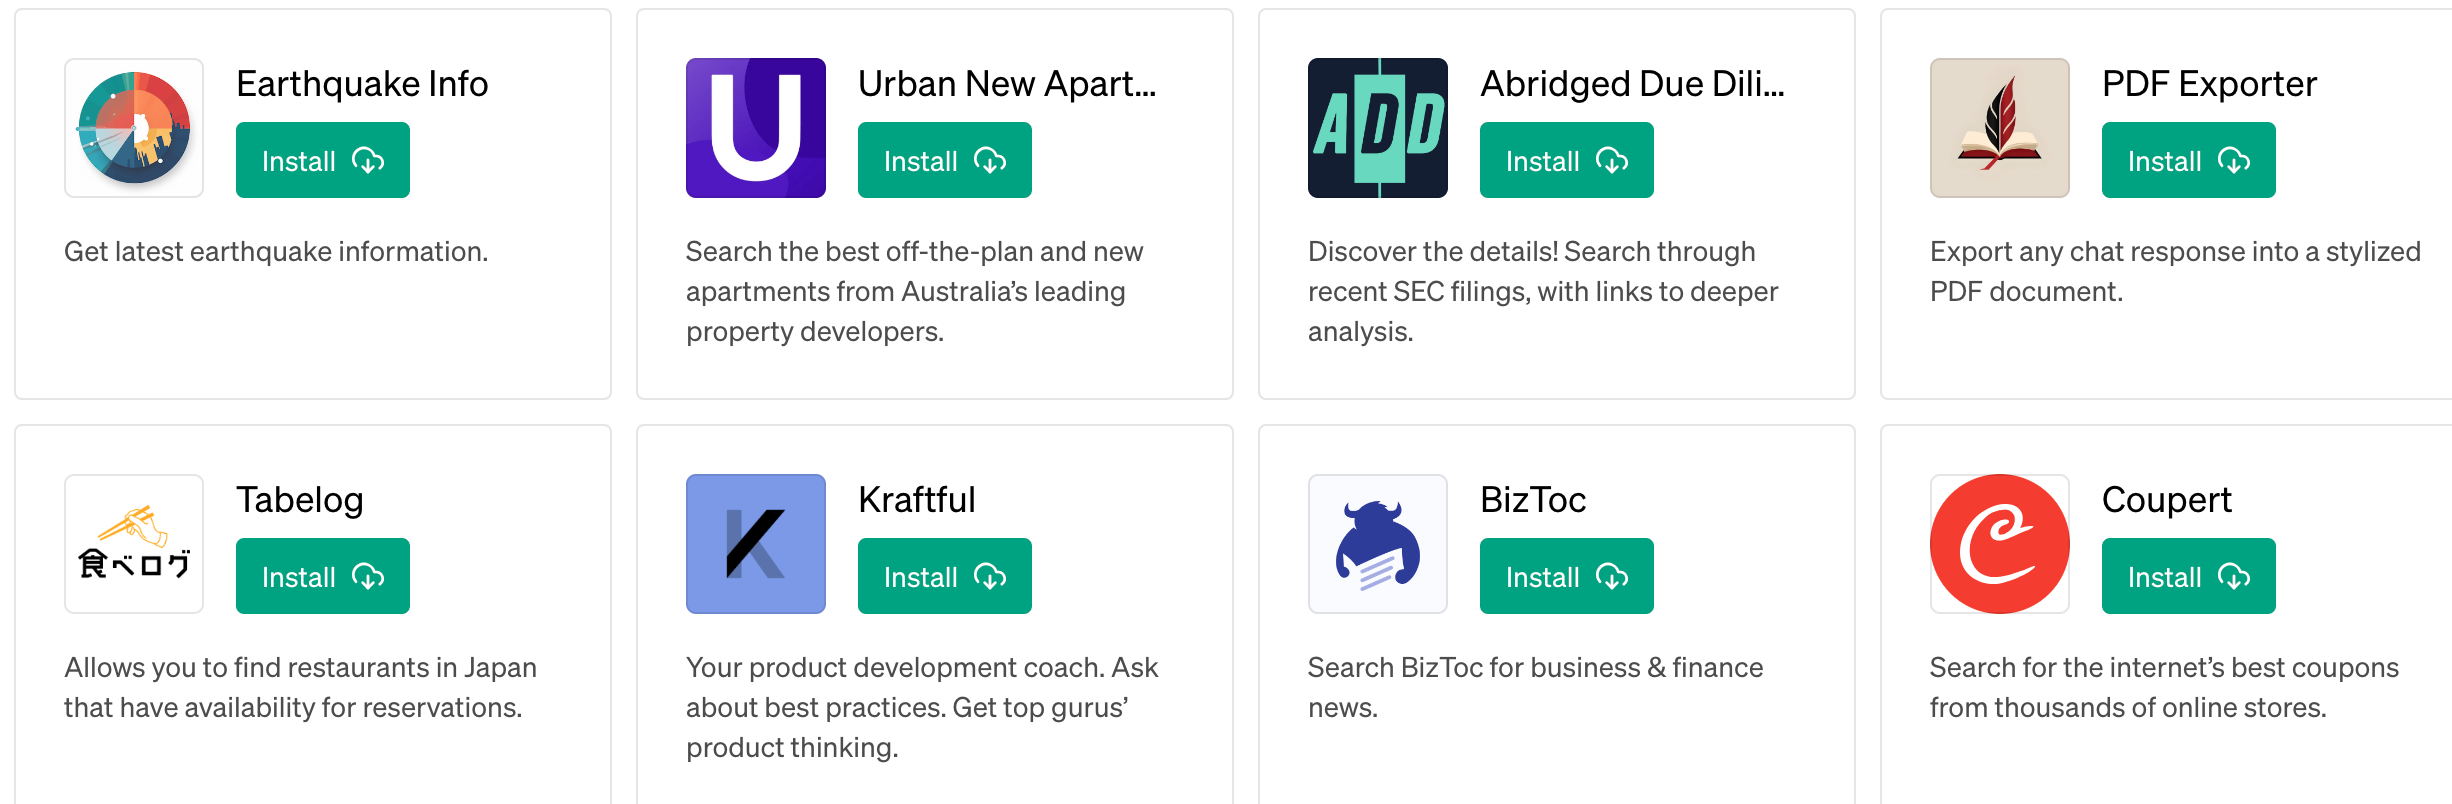 Earthquake Info
Install
Get latest earthquake information.
U
Urban New Apart...
Install
Search the best off-the-plan and new
apartments from Australia’s leading
property developers.
ADD
Abridged Due Dili...
Install
Discover the details! Search through
recent SEC filings, with links to deeper
analysis.
PDF Exporter
Install
Export any chat response into a stylized
PDF document.
食べログ
Tabelog
Install
Allows you to find restaurants in Japan
that have availability for reservations.
K
Kraftful
Install
Your product development coach. Ask
about best practices. Get top gurus’
product thinking.
BizToc
Install
Search BizToc for business & finance
news.
C
Coupert
Install
Search for the internet’s best coupons
from thousands of online stores.